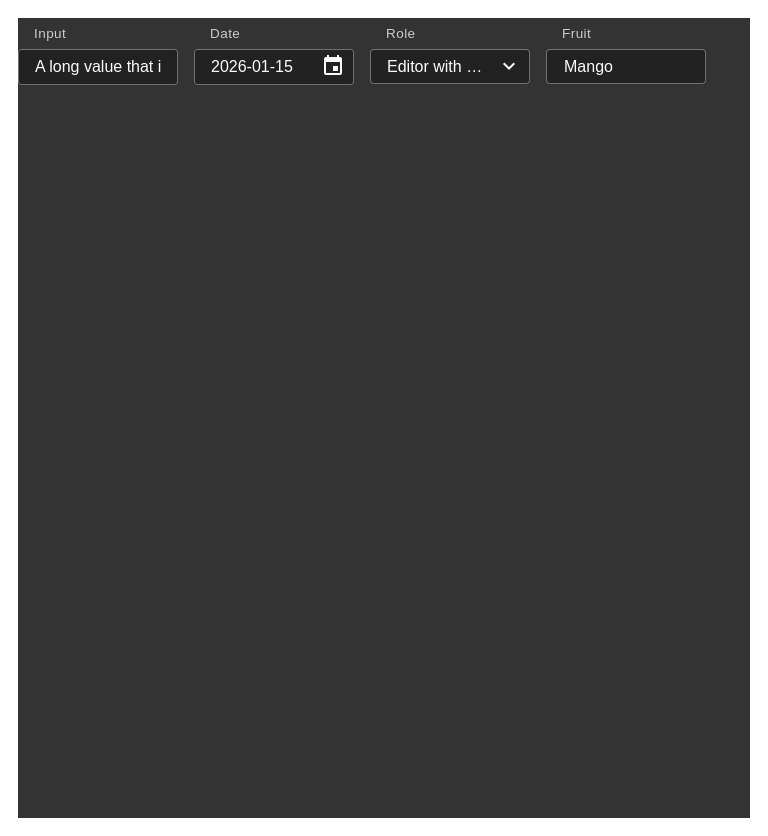 Input Date Role Fruit
A long value that i 2026-01-15 Editor with … Mango